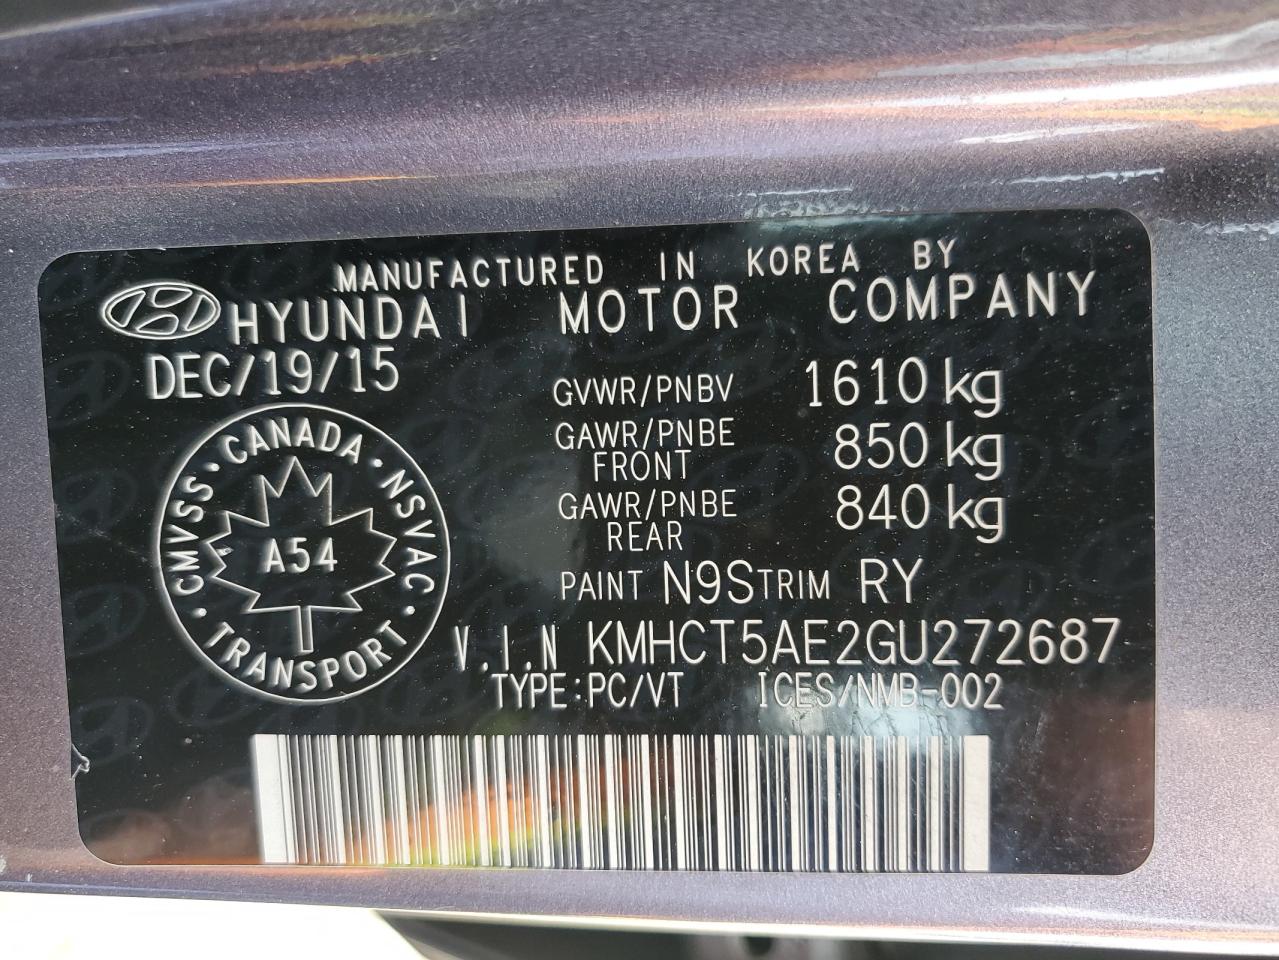 MANUFACTURED IN KOREA BY
HYUNDAI MOTOR COMPANY
DEC/19/15
GVWR/PNBV 1610 kg
GAWR/PNBE FRONT 850 kg
GAWR/PNBE REAR 840 kg
PAINT N9S TRIM RY
V.I.N KMHCT5AE2GU272687
TYPE:PC/VT ICES/NMB-002
CMVSS · CANADA · NSVAC · TRANSPORT ·
A54